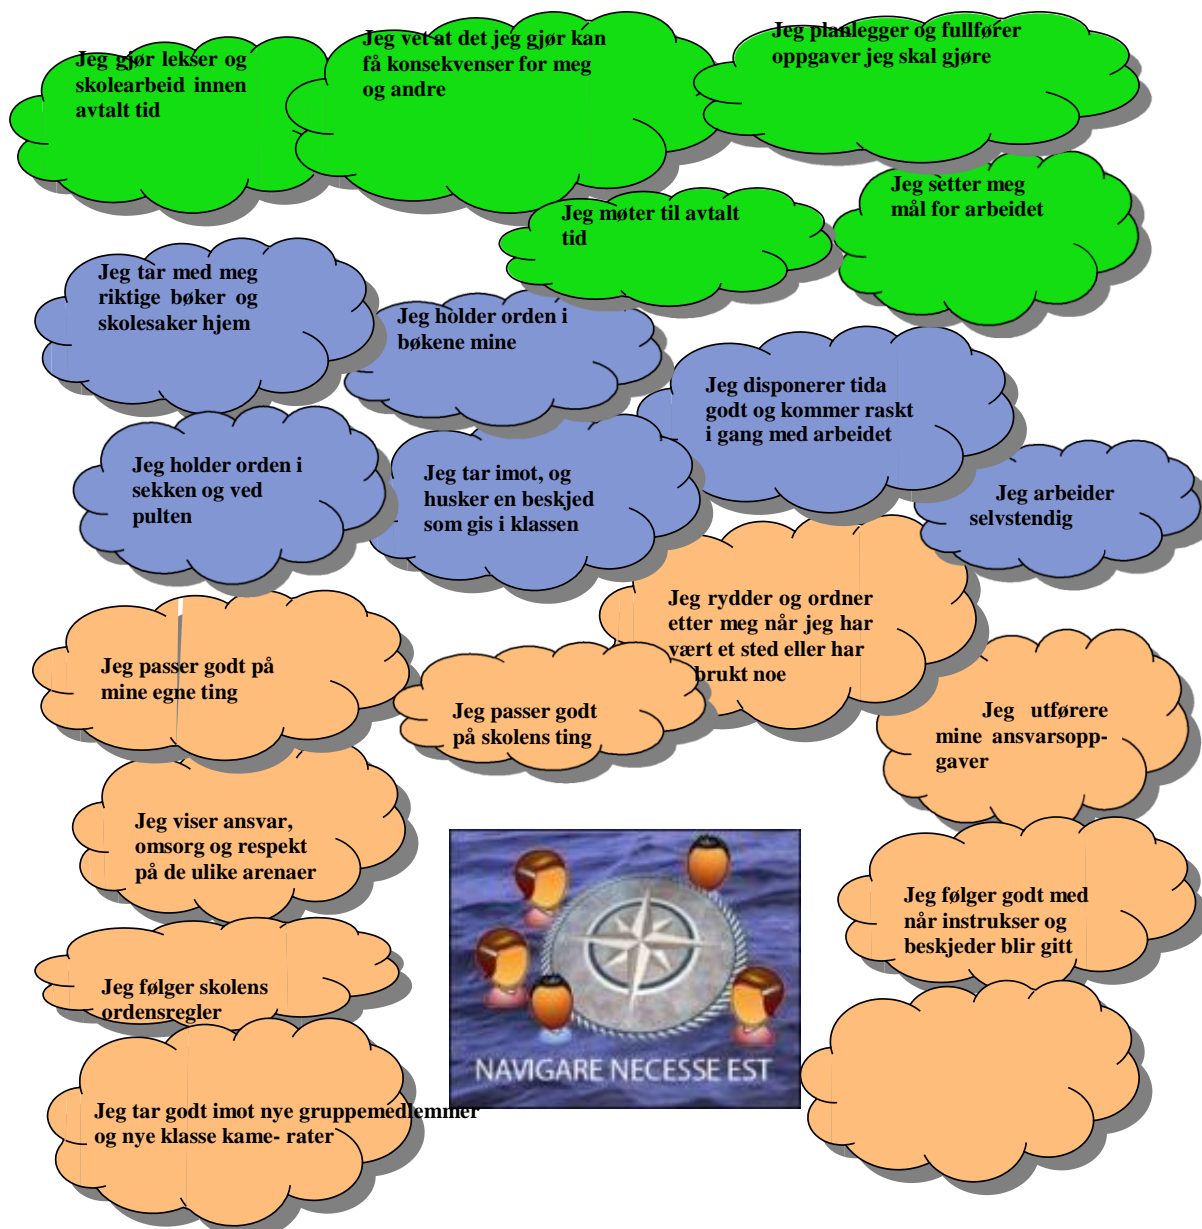 Jeg gjør lekser og
skolearbeid innen
avtalt tid
Jeg vet at det jeg gjør kan
få konsekvenser for meg
og andre
Jeg planlegger og fullfører
oppgaver jeg skal gjøre
Jeg møter til avtalt
tid
Jeg setter meg
mål for arbeidet
Jeg tar med meg
riktige bøker og
skolesaker hjem
Jeg holder orden i
bøkene mine
Jeg disponerer tida
godt og kommer raskt
i gang med arbeidet
Jeg holder orden i
sekken og ved
pulten
Jeg tar imot, og
husker en beskjed
som gis i klassen
Jeg arbeider
selvstendig
Jeg rydder og ordner
etter meg når jeg har
vært et sted eller har
brukt noe
Jeg passer godt på
mine egne ting
Jeg passer godt
på skolens ting
Jeg utførere
mine ansvarsopp-
gaver
Jeg viser ansvar,
omsorg og respekt
på de ulike arenaer
Jeg følger godt med
når instrukser og
beskjeder blir gitt
Jeg følger skolens
ordensregler
NAVIGARE NECESSE EST
Jeg tar godt imot nye gruppemedlemmer
og nye klasse kame- rater